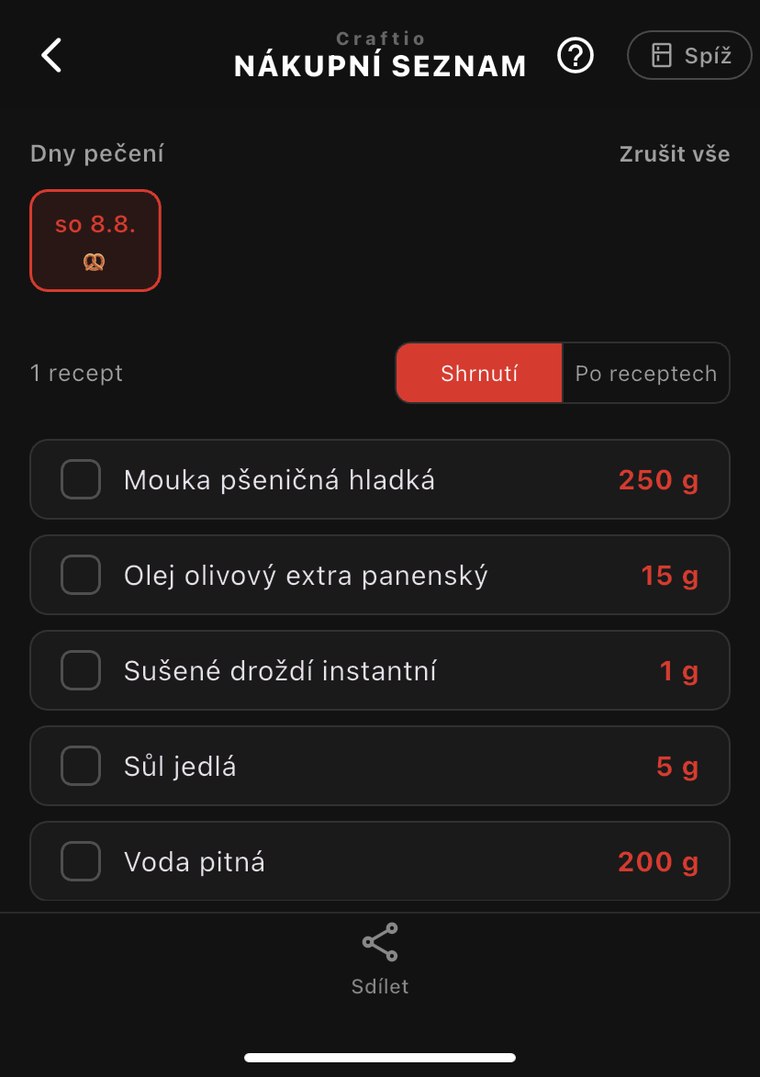 Craftio
NÁKUPNÍ SEZNAM
?
Spíž
Dny pečení
Zrušit vše
so 8.8.
1 recept
Shrnutí
Po receptech
Mouka pšeničná hladká 250 g
Olej olivový extra panenský 15 g
Sušené droždí instantní 1 g
Sůl jedlá 5 g
Voda pitná 200 g
Sdílet